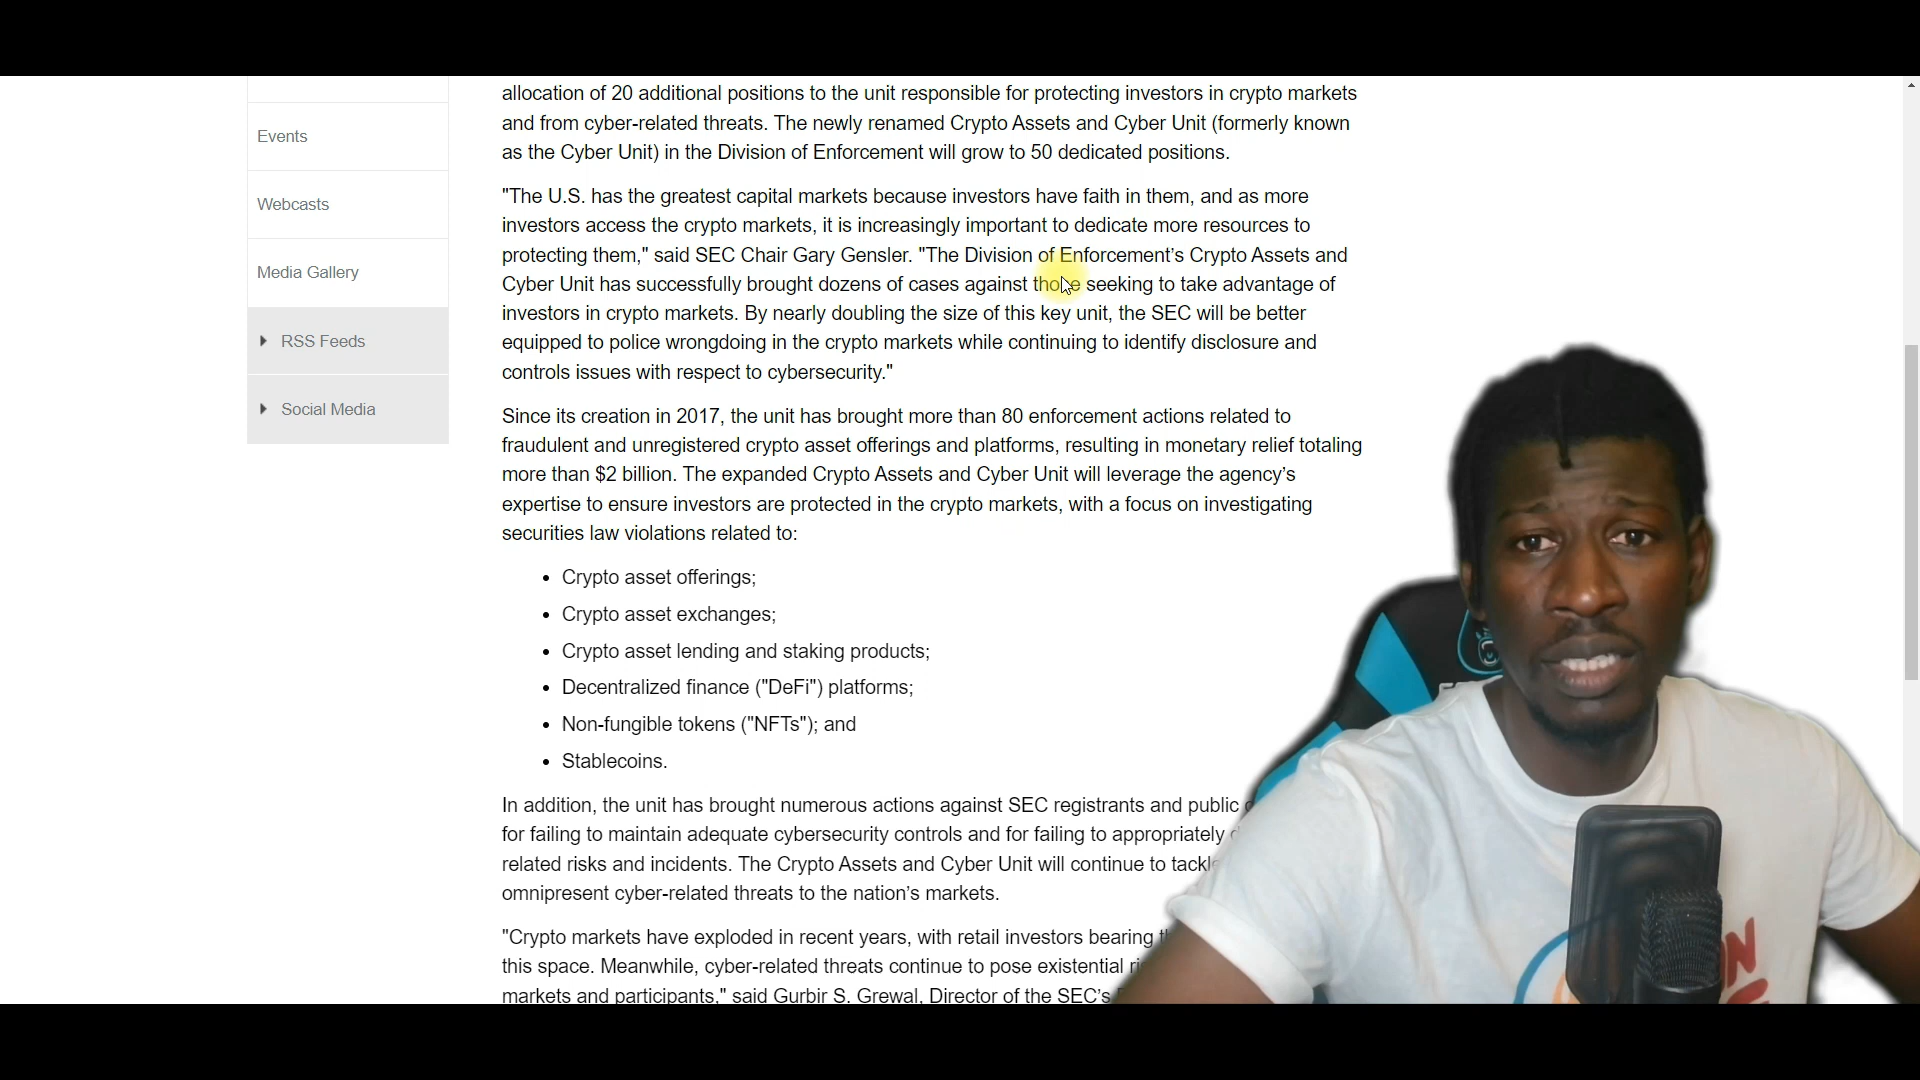 allocation of 20 additional positions to the unit responsible for protecting investors in crypto markets
and from cyber-related threats. The newly renamed Crypto Assets and Cyber Unit (formerly known
as the Cyber Unit) in the Division of Enforcement will grow to 50 dedicated positions.
Events
Webcasts
Media Gallery
RSS Feeds
Social Media
"The U.S. has the greatest capital markets because investors have faith in them, and as more
investors access the crypto markets, it is increasingly important to dedicate more resources to
protecting them," said SEC Chair Gary Gensler. "The Division of Enforcement's Crypto Assets and
Cyber Unit has successfully brought dozens of cases against those seeking to take advantage of
investors in crypto markets. By nearly doubling the size of this key unit, the SEC will be better
equipped to police wrongdoing in the crypto markets while continuing to identify disclosure and
controls issues with respect to cybersecurity."
Since its creation in 2017, the unit has brought more than 80 enforcement actions related to
fraudulent and unregistered crypto asset offerings and platforms, resulting in monetary relief totaling
more than $2 billion. The expanded Crypto Assets and Cyber Unit will leverage the agency's
expertise to ensure investors are protected in the crypto markets, with a focus on investigating
securities law violations related to:
• Crypto asset offerings;
• Crypto asset exchanges;
• Crypto asset lending and staking products;
• Decentralized finance ("DeFi") platforms;
• Non-fungible tokens ("NFTs"); and
• Stablecoins.
In addition, the unit has brought numerous actions against SEC registrants and public
for failing to maintain adequate cybersecurity controls and for failing to appropriately
related risks and incidents. The Crypto Assets and Cyber Unit will continue to tackle
omnipresent cyber-related threats to the nation's markets.
"Crypto markets have exploded in recent years, with retail investors bearing
this space. Meanwhile, cyber-related threats continue to pose existential
markets and participants," said Gurbir S. Grewal, Director of the SEC's